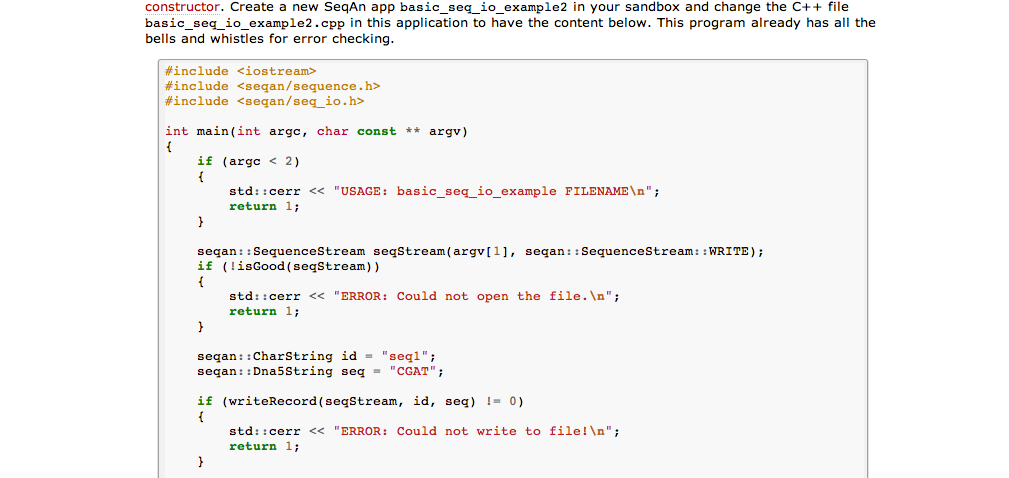 constructor. Create a new SeqAn app basic_seq_io_example2 in your sandbox and change the C++ file
basic_seq_io_example2.cpp in this application to have the content below. This program already has all the
bells and whistles for error checking.
#include <iostream>
#include <seqan/sequence.h>
#include <seqan/seq_io.h>
int main(int argc, char const ** argv)
{
if (argc < 2)
{
std::cerr << "USAGE: basic_seq_io_example FILENAME\n";
return 1;
}
seqan::SequenceStream seqStream(argv[1], seqan::SequenceStream::WRITE);
if (!isGood(seqStream))
{
std::cerr << "ERROR: Could not open the file.\n";
return 1;
}
seqan::CharString id = "seq1";
seqan::Dna5String seq = "CGAT";
if (writeRecord(seqStream, id, seq) != 0)
{
std::cerr << "ERROR: Could not write to file!\n";
return 1;
}